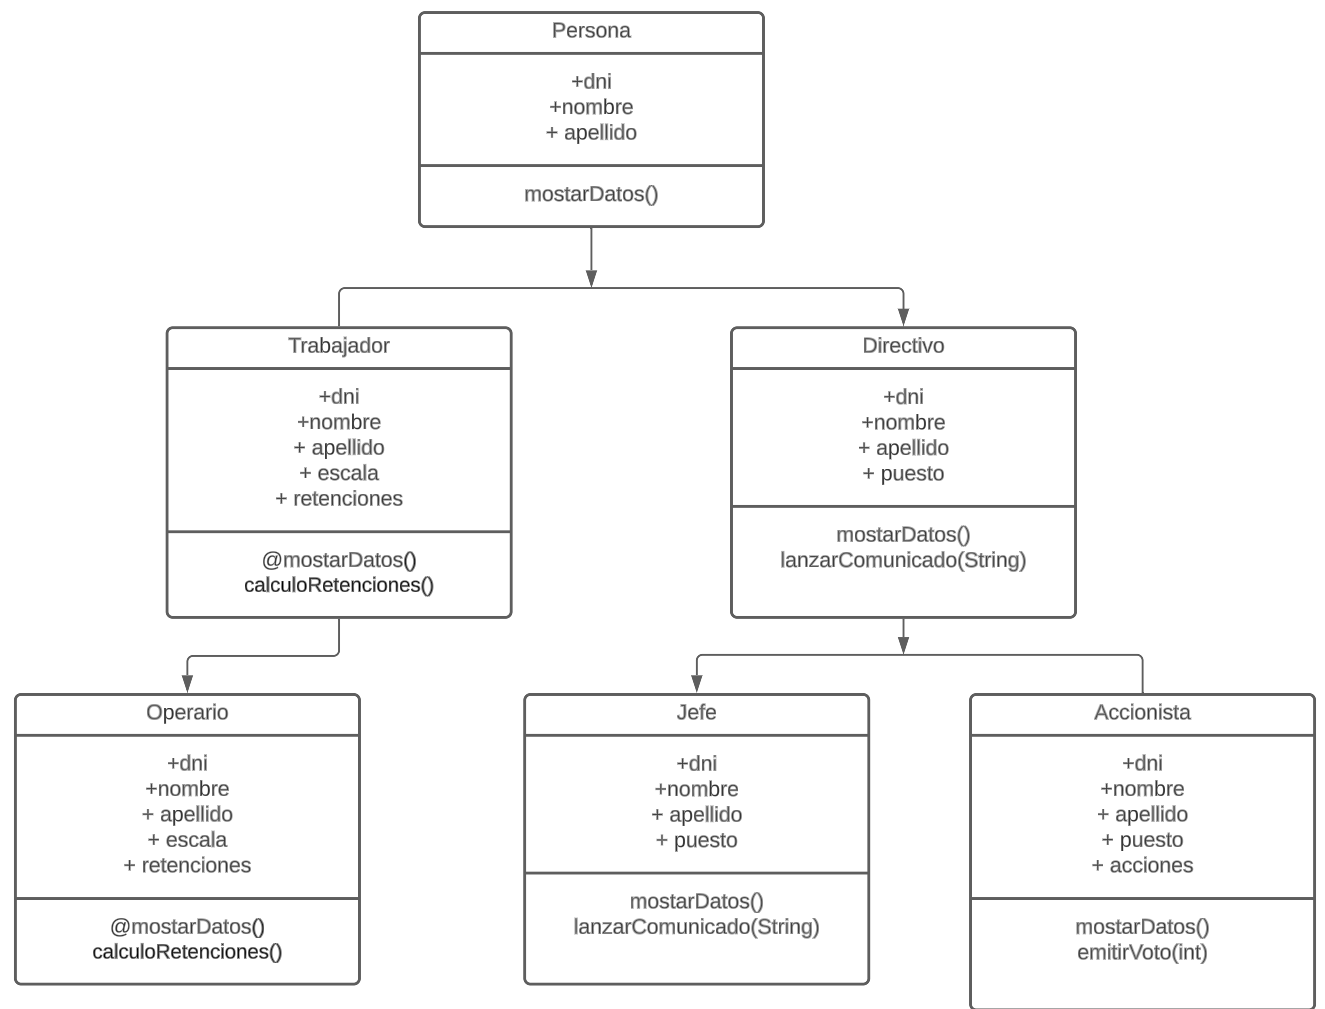 Persona
+dni
+nombre
+ apellido
mostarDatos()
Trabajador
+dni
+nombre
+ apellido
+ escala
+ retenciones
@mostarDatos()
calculoRetenciones()
Directivo
+dni
+nombre
+ apellido
+ puesto
mostarDatos()
lanzarComunicado(String)
Operario
+dni
+nombre
+ apellido
+ escala
+ retenciones
@mostarDatos()
calculoRetenciones()
Jefe
+dni
+nombre
+ apellido
+ puesto
mostarDatos()
lanzarComunicado(String)
Accionista
+dni
+nombre
+ apellido
+ puesto
+ acciones
mostarDatos()
emitirVoto(int)